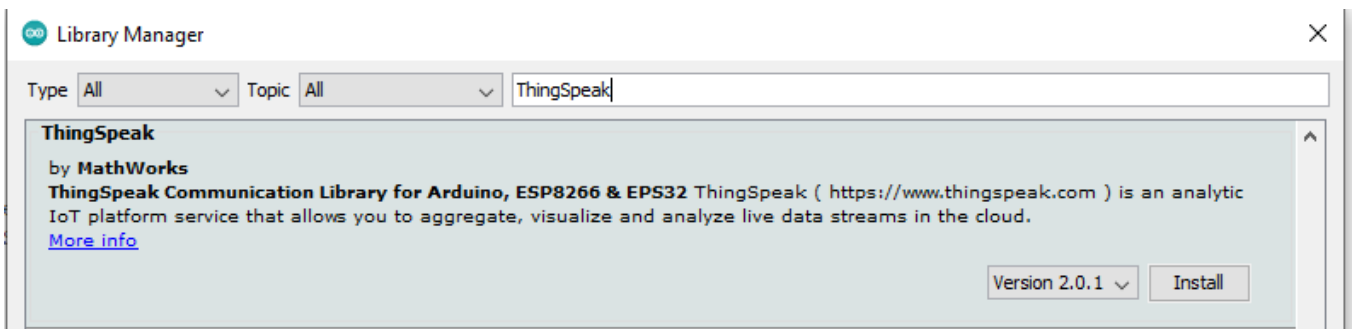 Library Manager
Type All Topic All ThingSpeak
ThingSpeak
by MathWorks
ThingSpeak Communication Library for Arduino, ESP8266 & EPS32 ThingSpeak ( https://www.thingspeak.com ) is an analytic
IoT platform service that allows you to aggregate, visualize and analyze live data streams in the cloud.
More info
Version 2.0.1 Install